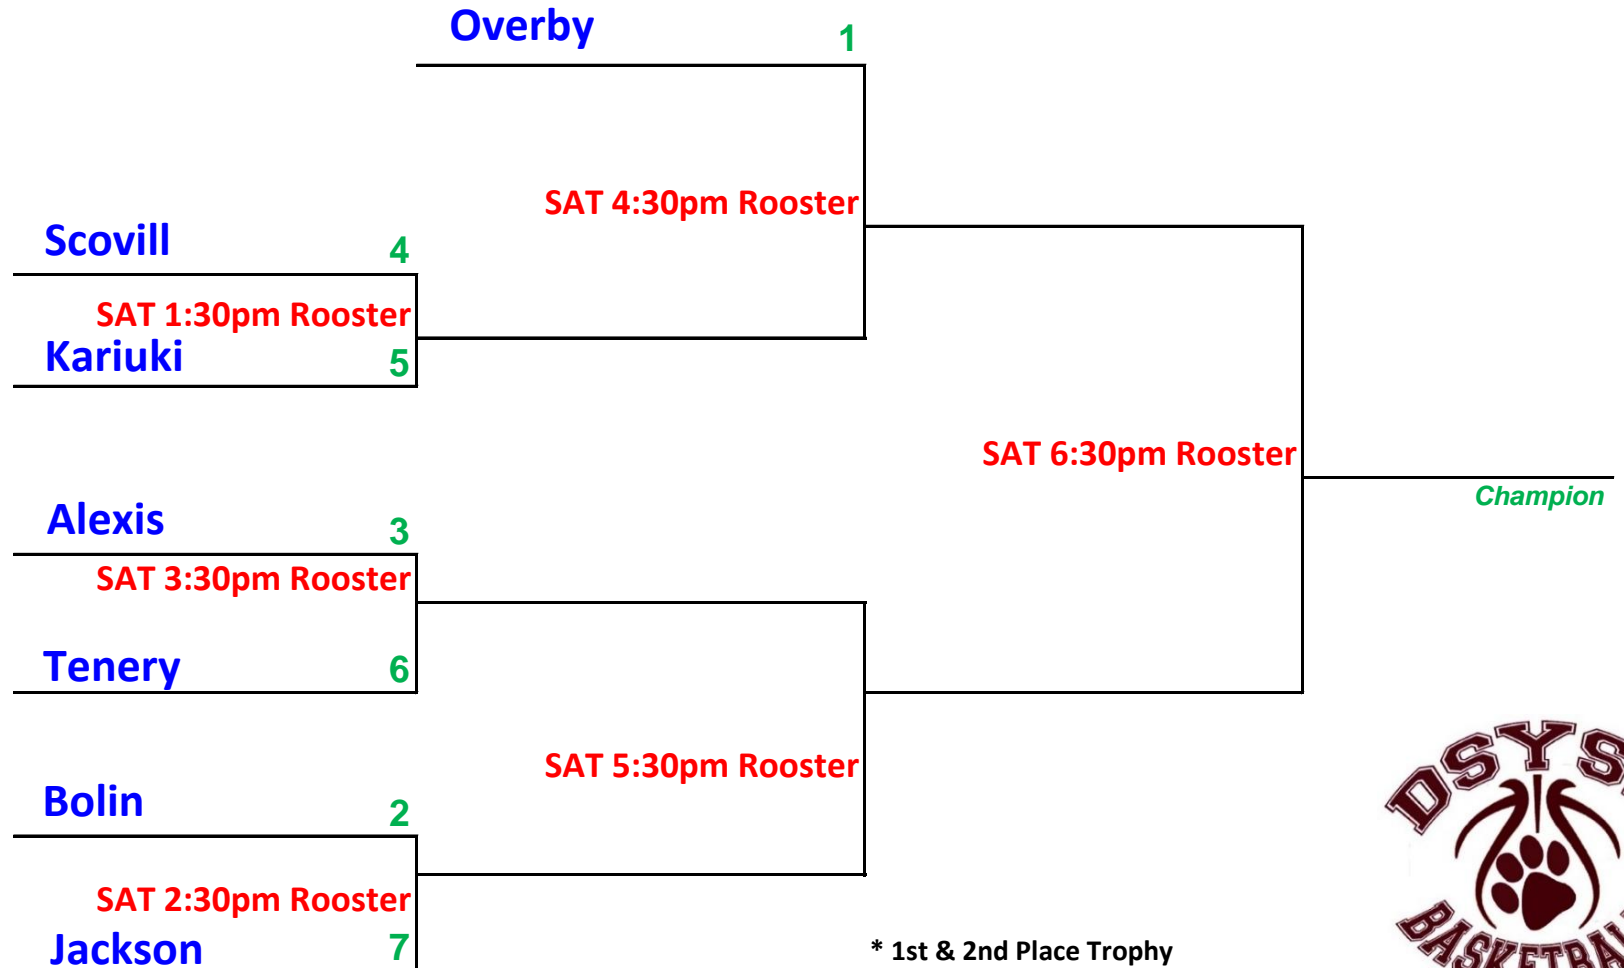 Overby 1
SAT 4:30pm Rooster
Scovill 4
SAT 1:30pm Rooster
Kariuki 5
SAT 6:30pm Rooster
Champion
Alexis 3
SAT 3:30pm Rooster
Tenery 6
SAT 5:30pm Rooster
Bolin 2
SAT 2:30pm Rooster
Jackson 7
* 1st & 2nd Place Trophy
DSYS
BASKETBAL